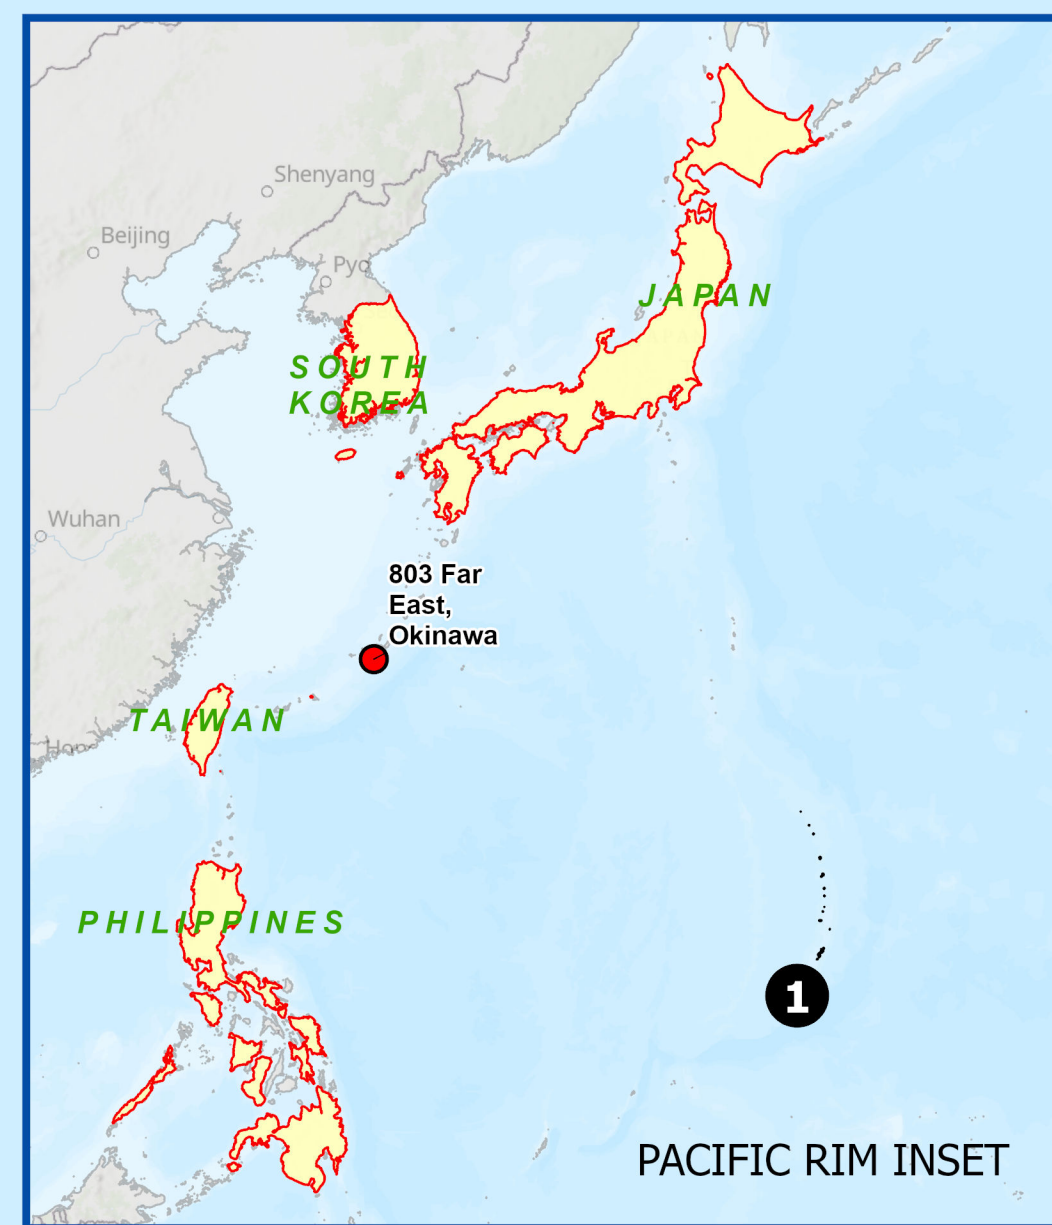 Shenyang
Beijing
Pyo
JAPAN
SOUTH
KOREA
Wuhan
803 Far
East,
Okinawa
TAIWAN
PHILIPPINES
1
PACIFIC RIM INSET